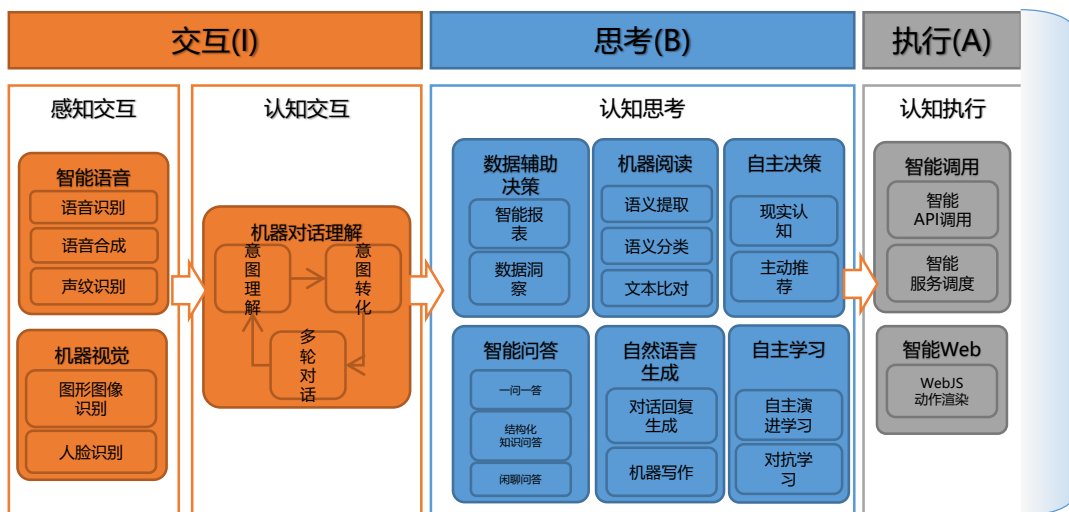 交互(I)
思考(B)
执行(A)
感知交互
认知交互
认知思考
认知执行
智能语音
语音识别
语音合成
声纹识别
机器视觉
图形图像
识别
人脸识别
机器对话理解
意
图
理
解
意
图
转
化
多
轮
对
话
数据辅助
决策
智能报
表
数据洞
察
机器阅读
语义提取
语义分类
文本比对
自主决策
现实认
知
主动推
荐
智能问答
一问一答
结构化
知识问答
闲聊问答
自然语言
生成
对话回复
生成
机器写作
自主学习
自主演
进学习
对抗学
习
智能调用
智能
API调用
智能
服务调度
智能Web
WebJS
动作渲染